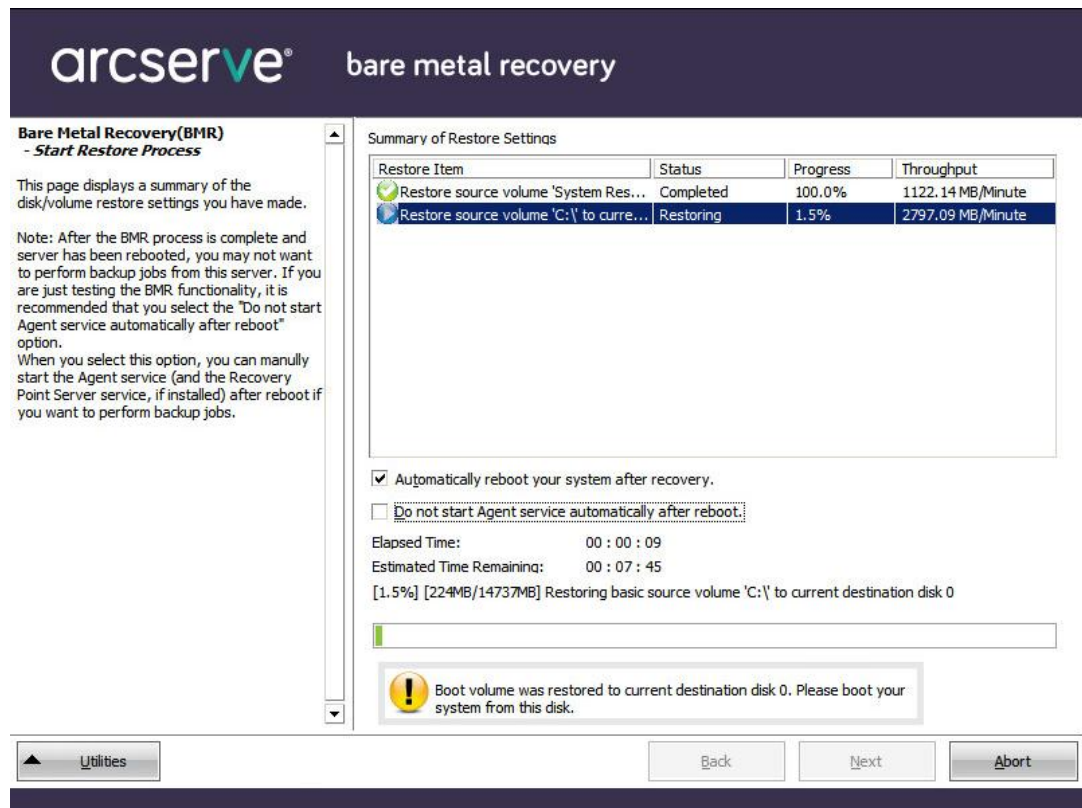 arcserve® bare metal recovery
Bare Metal Recovery(BMR)
- Start Restore Process
This page displays a summary of the
disk/volume restore settings you have made.
Note: After the BMR process is complete and
server has been rebooted, you may not want
to perform backup jobs from this server. If you
are just testing the BMR functionality, it is
recommended that you select the "Do not start
Agent service automatically after reboot"
option.
When you select this option, you can manully
start the Agent service (and the Recovery
Point Server service, if installed) after reboot if
you want to perform backup jobs.
Summary of Restore Settings
Restore Item Status Progress Throughput
Restore source volume 'System Res... Completed 100.0% 1122.14 MB/Minute
Restore source volume 'C:\' to curre... Restoring 1.5% 2797.09 MB/Minute
Automatically reboot your system after recovery.
Do not start Agent service automatically after reboot.
Elapsed Time: 00 : 00 : 09
Estimated Time Remaining: 00 : 07 : 45
[1.5%] [224MB/14737MB] Restoring basic source volume 'C:\' to current destination disk 0
Boot volume was restored to current destination disk 0. Please boot your
system from this disk.
Utilities Back Next Abort